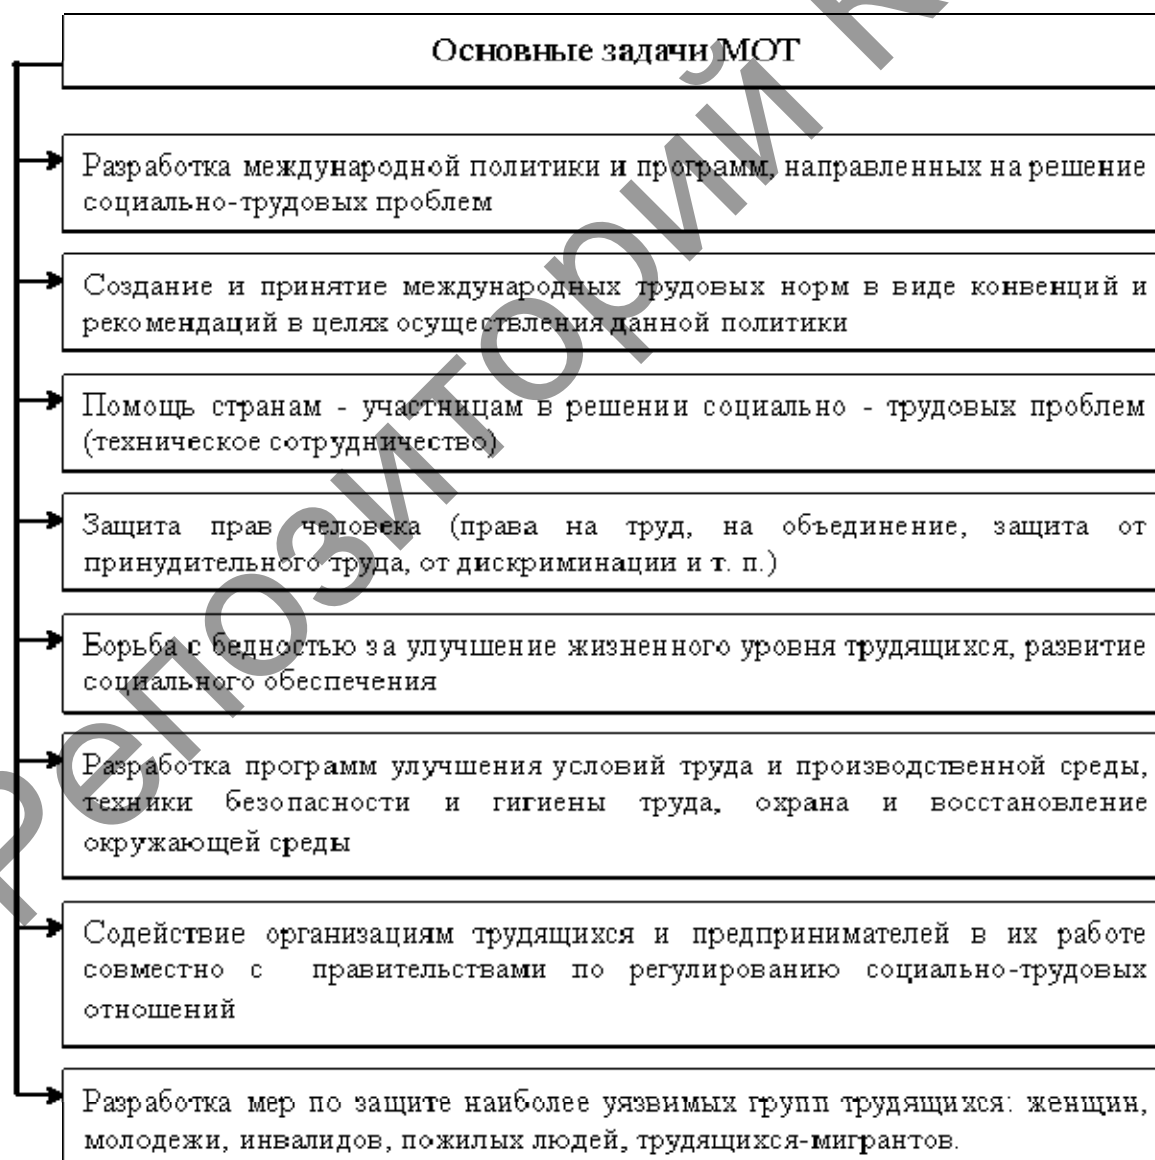 Основные задачи МОТ
Разработка международной политики и программ, направленных на решение
социально-трудовых проблем
Создание и принятие международных трудовых норм в виде конвенций и
рекомендаций в целях осуществления данной политики
Помощь странам - участницам в решении социально - трудовых проблем
(техническое сотрудничество)
Защита прав человека (права на труд, на объединение, защита от
принудительного труда, от дискриминации и т. п.)
Борьба с бедностью за улучшение жизненного уровня трудящихся, развитие
социального обеспечения
Разработка программ улучшения условий труда и производственной среды,
техники безопасности и гигиены труда, охрана и восстановление
окружающей среды
Содействие организациям трудящихся и предпринимателей в их работе
совместно с правительствами по регулированию социально-трудовых
отношений
Разработка мер по защите наиболее уязвимых групп трудящихся: женщин,
молодежи, инвалидов, пожилых людей, трудящихся-мигрантов.
Репозиторий